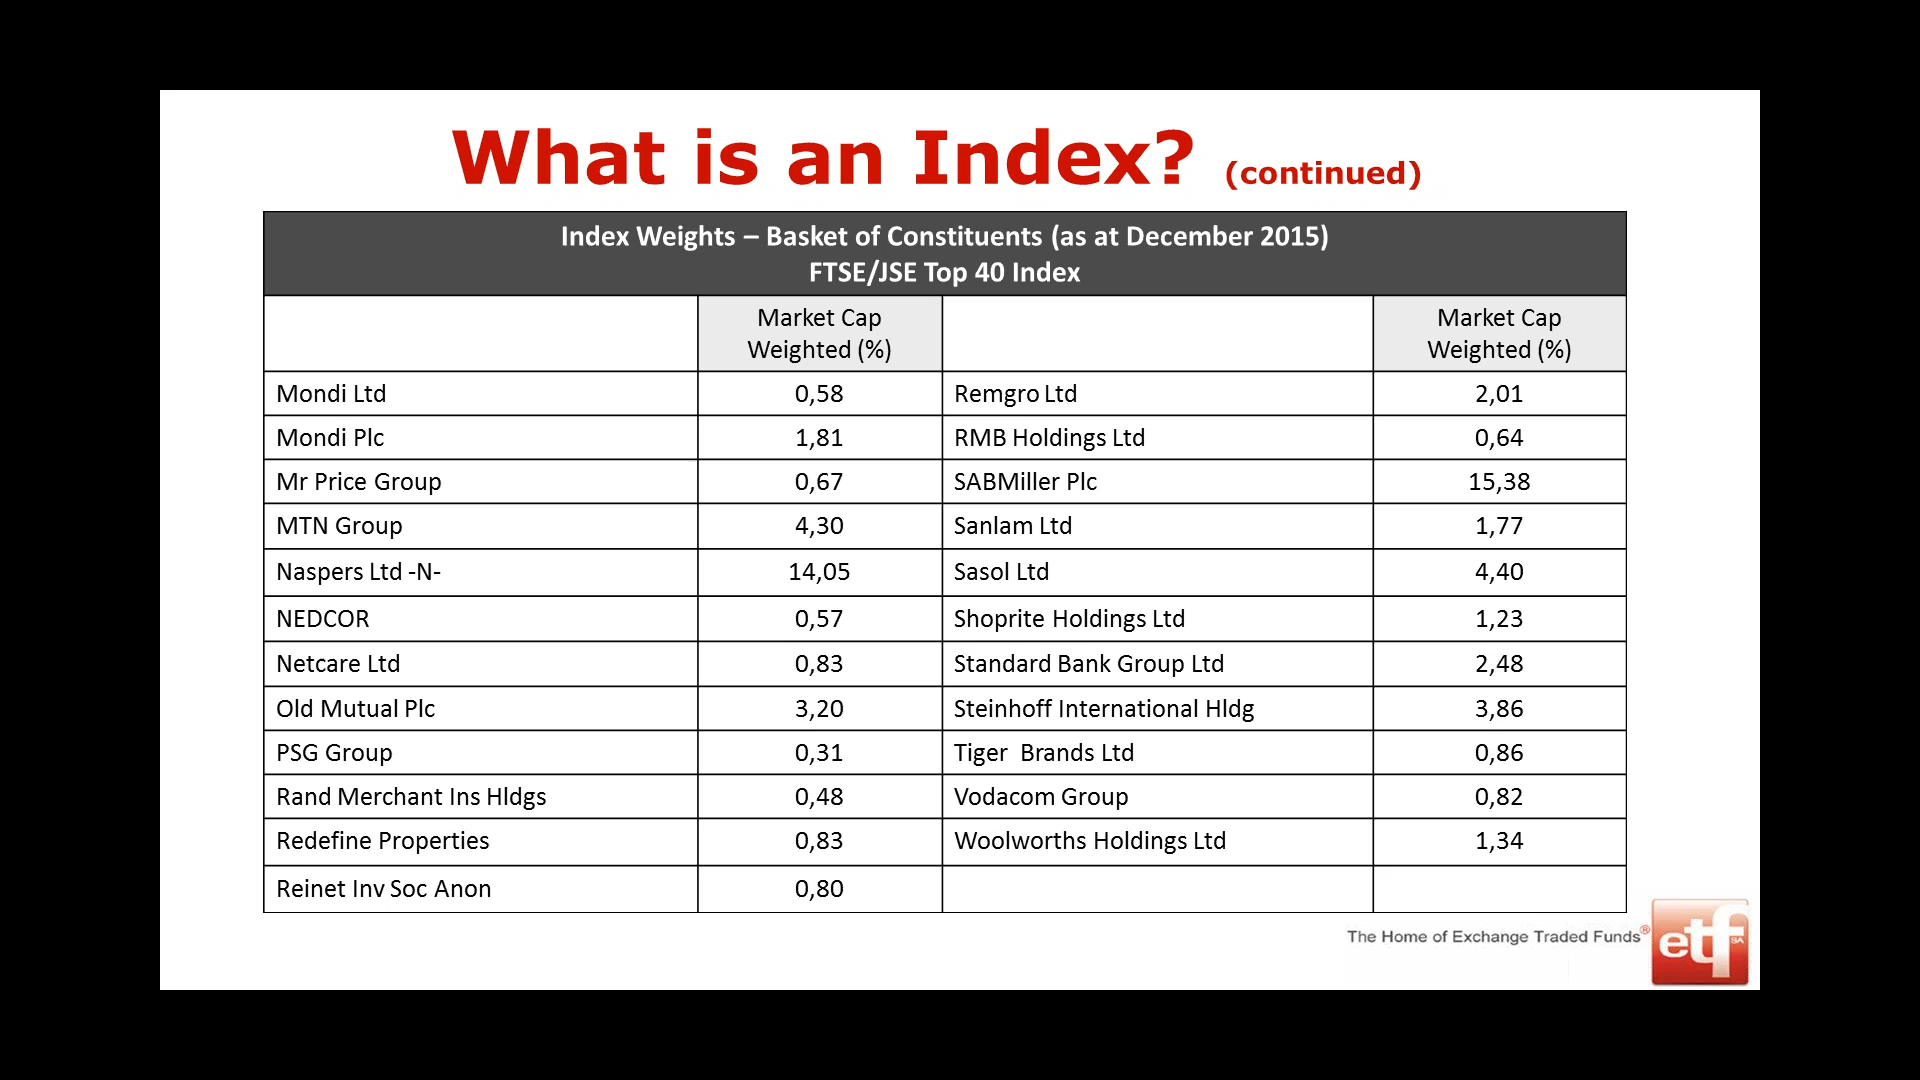 What is an Index? (continued)
Index Weights – Basket of Constituents (as at December 2015)
FTSE/JSE Top 40 Index
Market Cap Weighted (%) Market Cap Weighted (%)
Mondi Ltd 0,58 Remgro Ltd 2,01
Mondi Plc 1,81 RMB Holdings Ltd 0,64
Mr Price Group 0,67 SABMiller Plc 15,38
MTN Group 4,30 Sanlam Ltd 1,77
Naspers Ltd -N- 14,05 Sasol Ltd 4,40
NEDCOR 0,57 Shoprite Holdings Ltd 1,23
Netcare Ltd 0,83 Standard Bank Group Ltd 2,48
Old Mutual Plc 3,20 Steinhoff International Hldg 3,86
PSG Group 0,31 Tiger Brands Ltd 0,86
Rand Merchant Ins Hldgs 0,48 Vodacom Group 0,82
Redefine Properties 0,83 Woolworths Holdings Ltd 1,34
Reinet Inv Soc Anon 0,80
The Home of Exchange Traded Funds®
etf SA